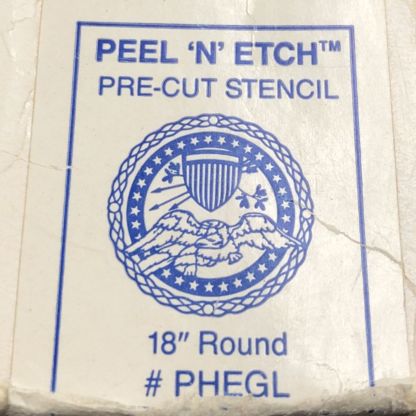 PEEL ‘N’ ETCH™
PRE-CUT STENCIL
18″ Round
# PHEGL